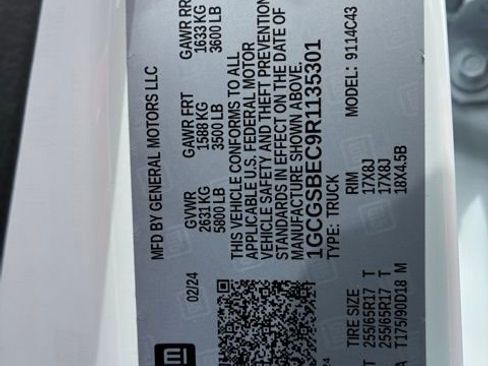 MFD BY GENERAL MOTORS LLC
02/24
GVWR GAWR FRT GAWR RR
2631 KG 1588 KG 1633 KG
5800 LB 3500 LB 3600 LB
THIS VEHICLE CONFORMS TO ALL
APPLICABLE U.S. FEDERAL MOTOR
VEHICLE SAFETY AND THEFT PREVENTION
STANDARDS IN EFFECT ON THE DATE OF
MANUFACTURE SHOWN ABOVE.
1GCGSBEC9R1135301
TYPE: TRUCK MODEL: 9114C43
TIRE SIZE RIM
255/65R17 T 17X8J
255/65R17 T 17X8J
T175/90D18 M 18X4.5B
gm